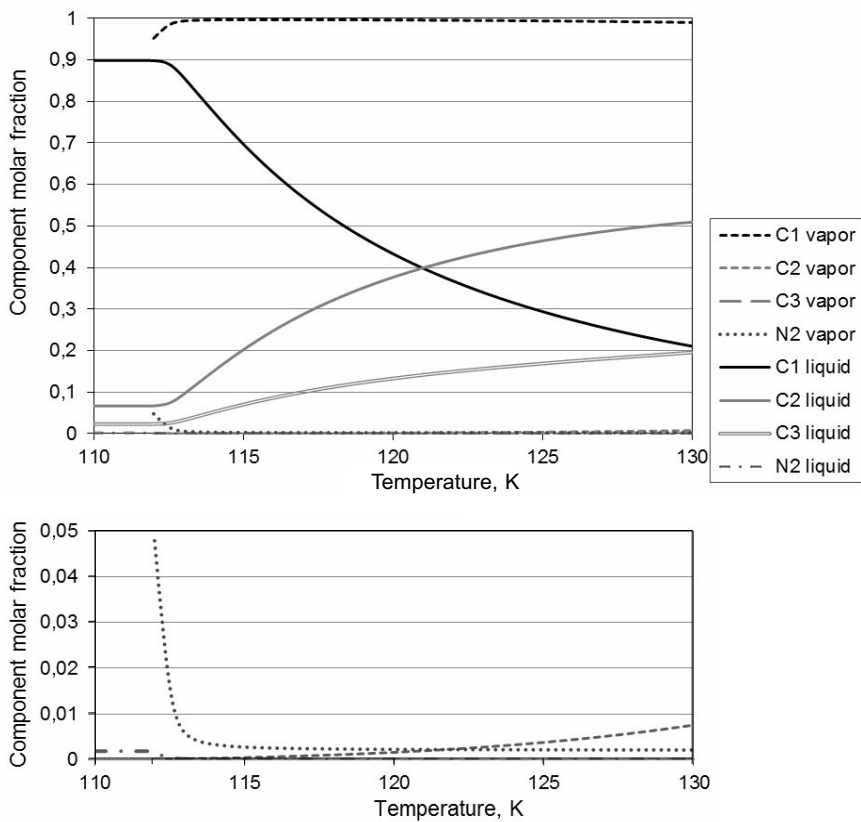 Component molar fraction
1
0,9
0,8
0,7
0,6
0,5
0,4
0,3
0,2
0,1
0
110
115
120
125
130
Temperature, K
C1 vapor
C2 vapor
C3 vapor
N2 vapor
C1 liquid
C2 liquid
C3 liquid
N2 liquid
Component molar fraction
0,05
0,04
0,03
0,02
0,01
0
110
115
120
125
130
Temperature, K